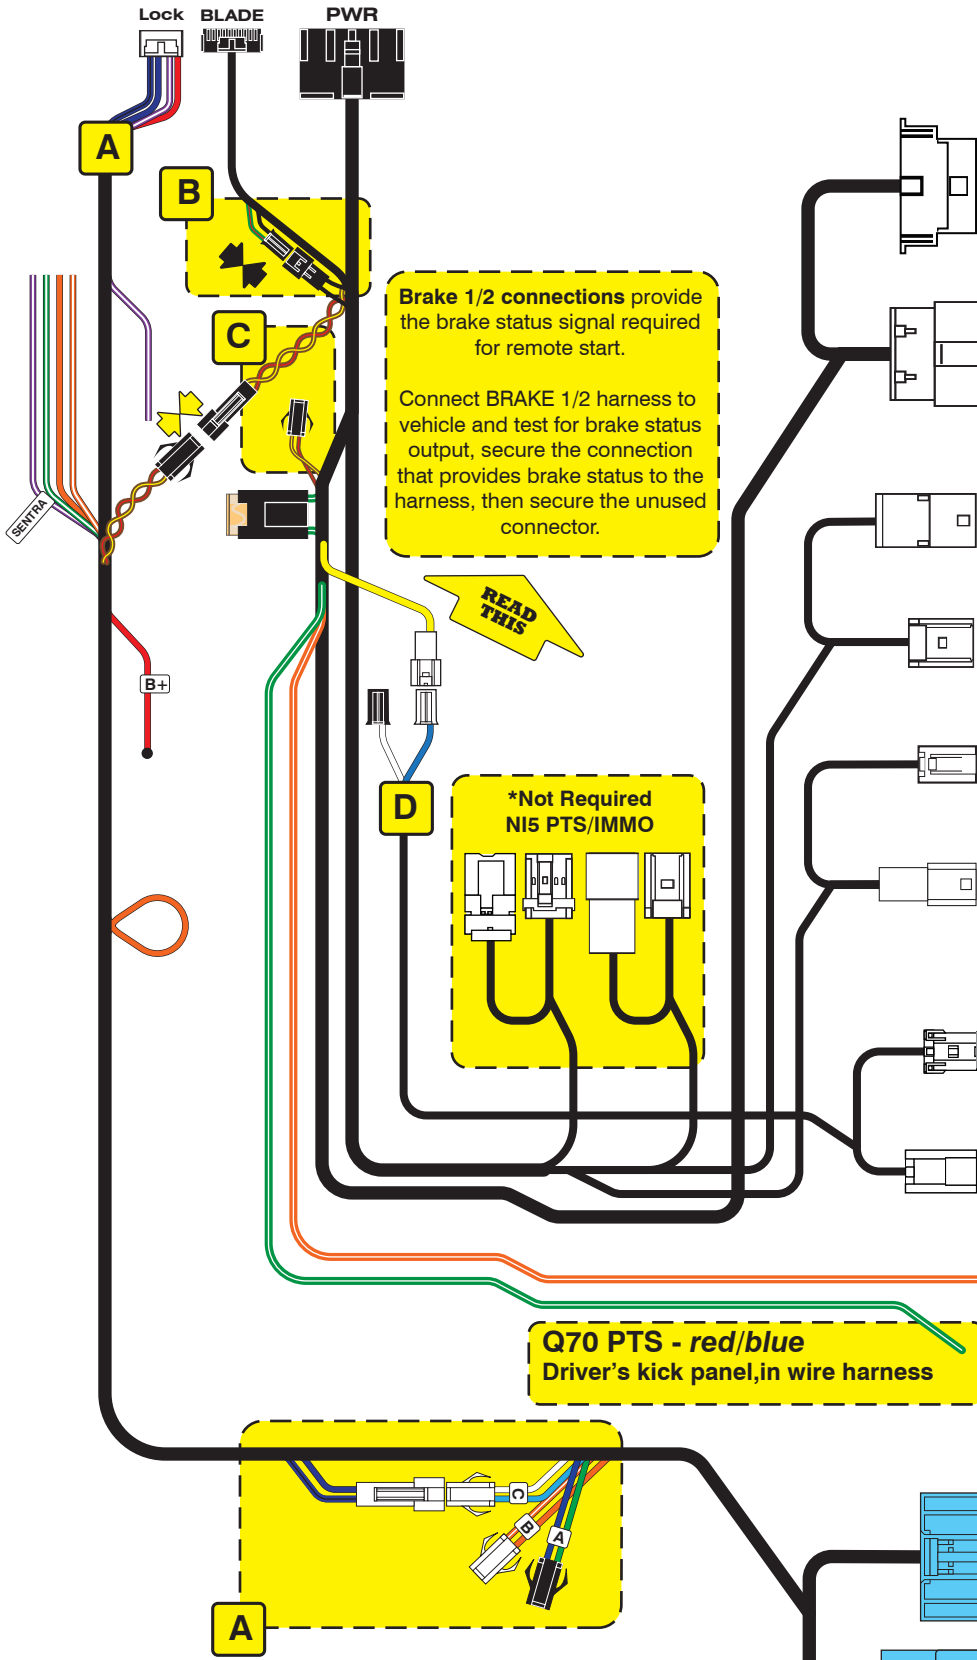 Lock BLADE PWR
A
B
C
Brake 1/2 connections provide
the brake status signal required
for remote start.
Connect BRAKE 1/2 harness to
vehicle and test for brake status
output, secure the connection
that provides brake status to the
harness, then secure the unused
connector.
SENTRA
READ
THIS
B+
D
*Not Required
NI5 PTS/IMMO
Q70 PTS - red/blue
Driver's kick panel,in wire harness
C
B
A
A